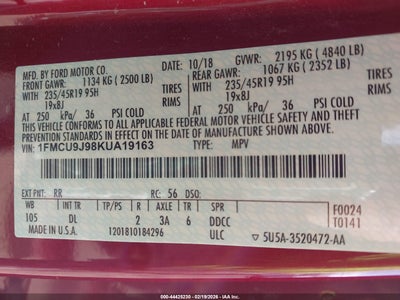 MFD. BY FORD MOTOR CO. 10/18 GVWR: 2195 KG ( 4840 LB)
FRONT GAWR: REAR GAWR:
1134 KG ( 2500 LB) 1067 KG ( 2352 LB)
WITH TIRES WITH TIRES
235/45R19 95H 235/45R19 95H
19x8J RIMS 19x8J RIMS
AT 250 kPa/ 36 PSI COLD AT 250 kPa/ 36 PSI COLD
THIS VEHICLE CONFORMS TO ALL APPLICABLE FEDERAL MOTOR
VEHICLE SAFETY AND THEFT PREVENTION STANDARDS IN EFFECT
ON THE DATE OF MANUFACTURE SHOWN ABOVE.
VIN: 1FMCU9J98KUA19163
TYPE: MPV
EXT PNT: RR RC: 56 DSO:
WB BRK INT TR TP/PS R AXLE TR SPR F0024
105 DL 2 3A 6 DDCC T0141
MADE IN U.S.A. 1201810184296 ULC 5U5A-3520472-AA
000-44425230 - 02/19/2026 - IAAI.COM